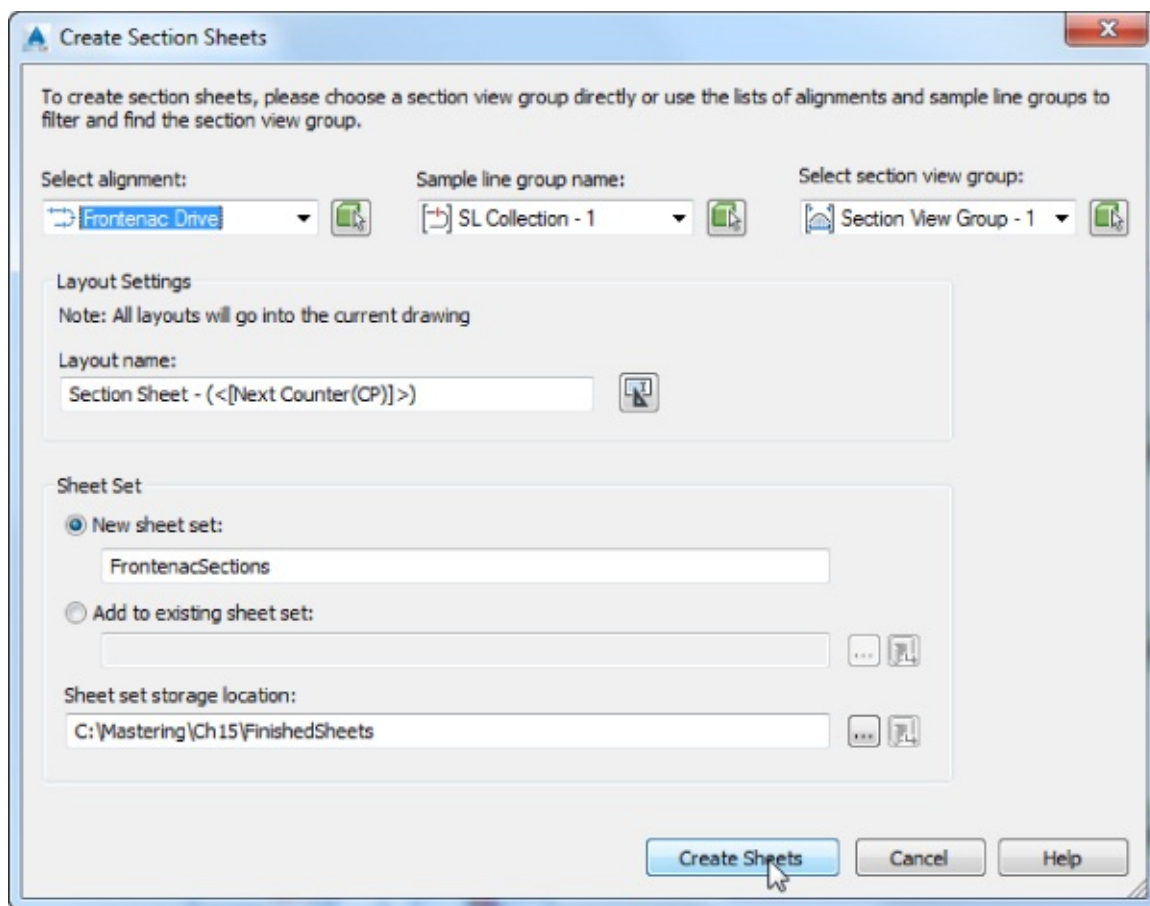 Create Section Sheets
To create section sheets, please choose a section view group directly or use the lists of alignments and sample line groups to
filter and find the section view group.
Select alignment:
Sample line group name:
Select section view group:
Frontenac Drive
SL Collection - 1
Section View Group - 1
Layout Settings
Note: All layouts will go into the current drawing
Layout name:
Section Sheet - (<[Next Counter(CP)]>)
Sheet Set
New sheet set:
FrontenacSections
Add to existing sheet set:
...
Sheet set storage location:
C:\Mastering\Ch15\FinishedSheets
...
Create Sheets
Cancel
Help